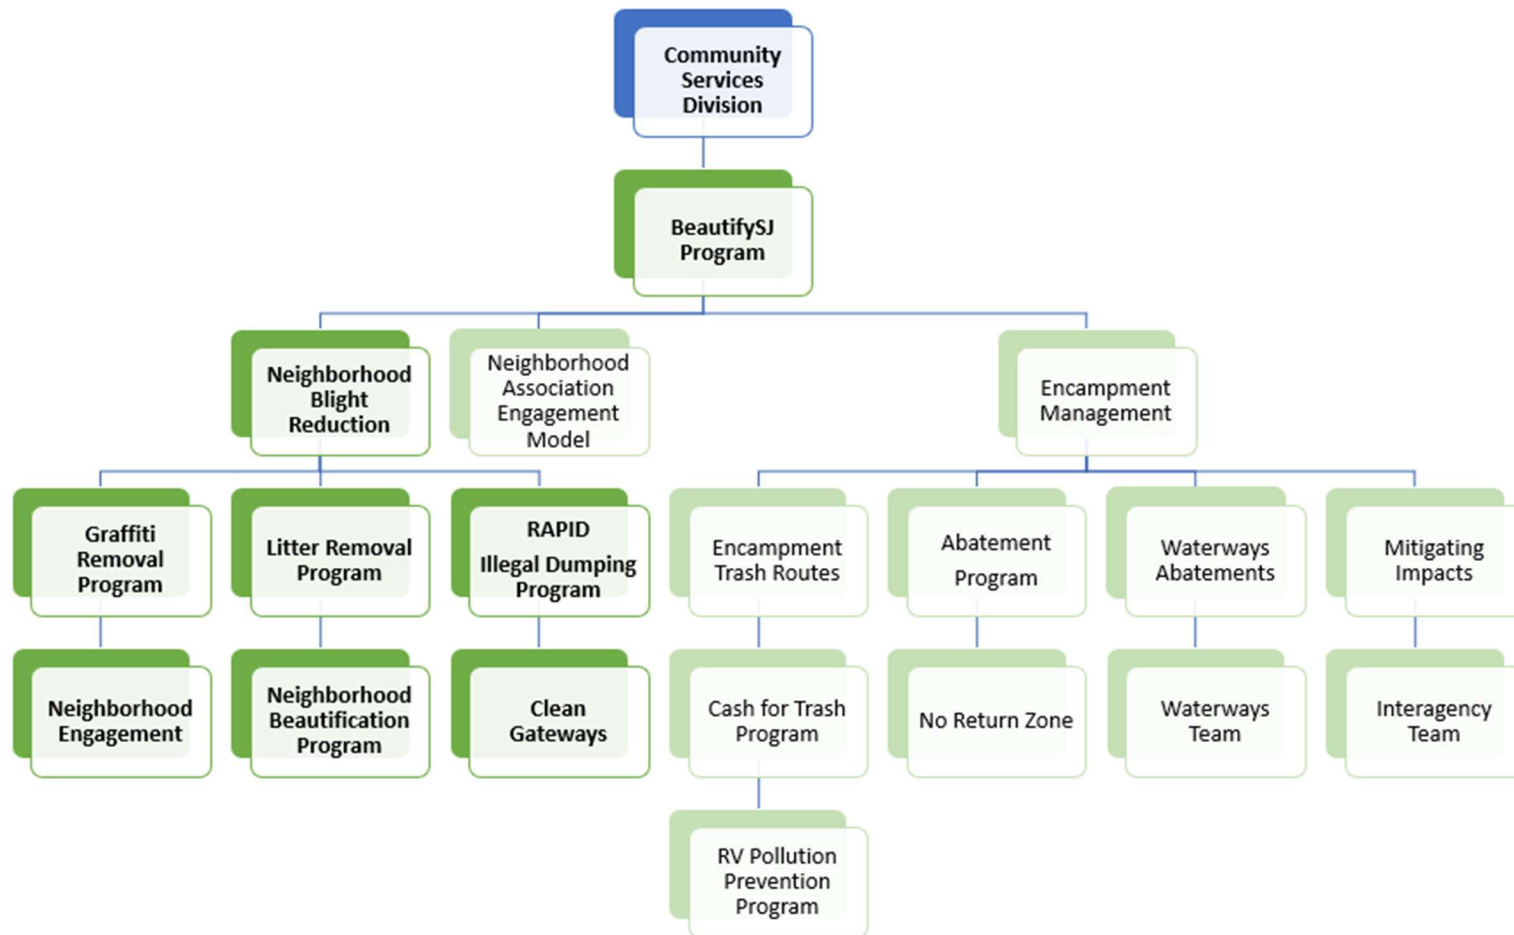 Community
Services
Division
BeautifySJ
Program
Neighborhood
Blight
Reduction
Neighborhood
Association
Engagement
Model
Encampment
Management
Graffiti
Removal
Program
Litter Removal
Program
RAPID
Illegal Dumping
Program
Encampment
Trash Routes
Abatement
Program
Waterways
Abatements
Mitigating
Impacts
Neighborhood
Engagement
Neighborhood
Beautification
Program
Clean
Gateways
Cash for Trash
Program
No Return Zone
Waterways
Team
Interagency
Team
RV Pollution
Prevention
Program